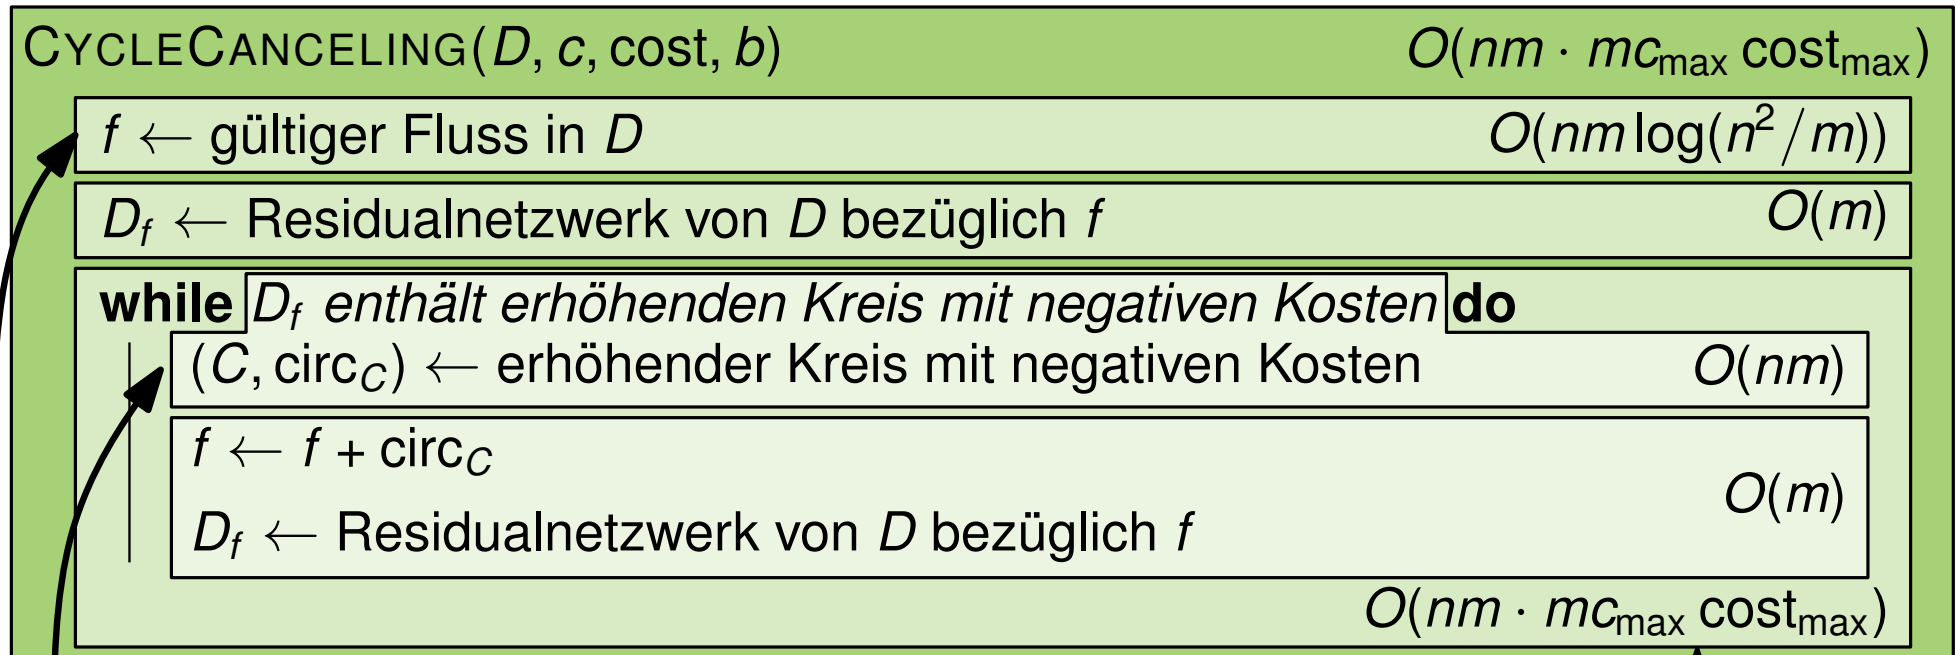 CYCLECANCELING(D, c, cost, b) O(nm · mc_max cost_max)
f ← gültiger Fluss in D O(nm log(n²/m))
D_f ← Residualnetzwerk von D bezüglich f O(m)
while D_f enthält erhöhenden Kreis mit negativen Kosten do
(C, circ_C) ← erhöhender Kreis mit negativen Kosten O(nm)
f ← f + circ_C
O(m)
D_f ← Residualnetzwerk von D bezüglich f
O(nm · mc_max cost_max)